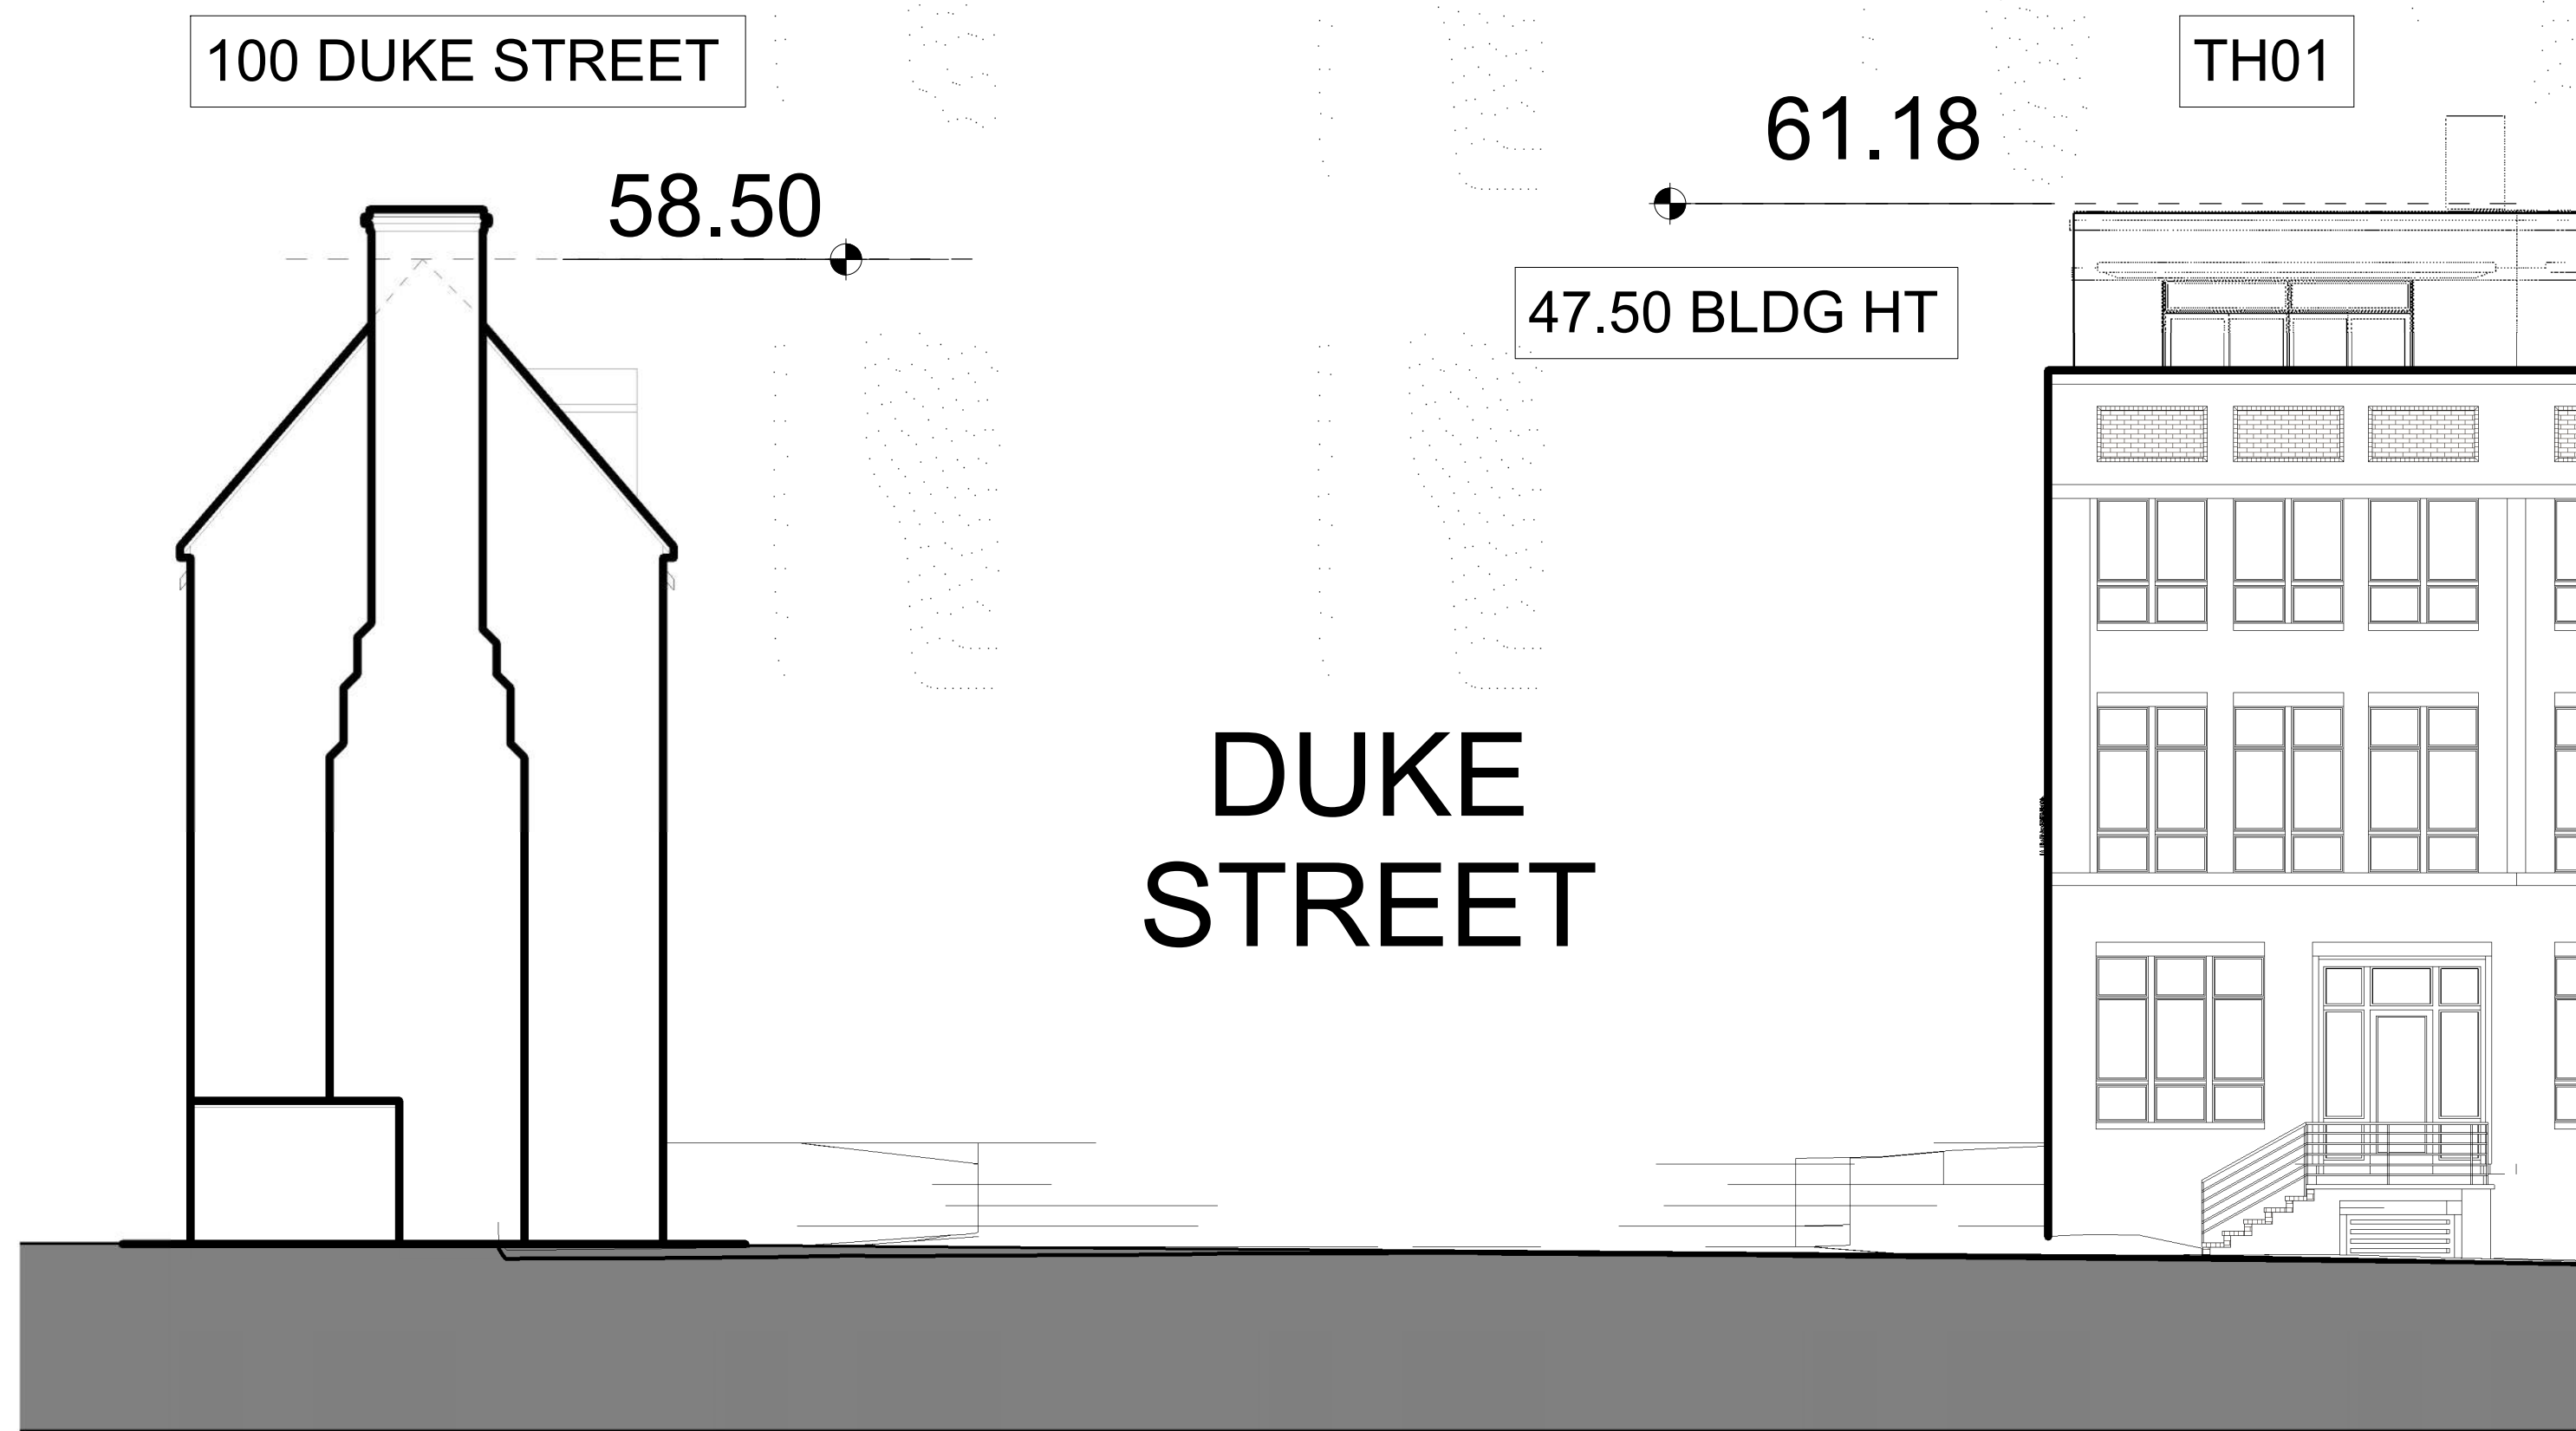 100 DUKE STREET
TH01
61.18
58.50
47.50 BLDG HT
DUKE
STREET